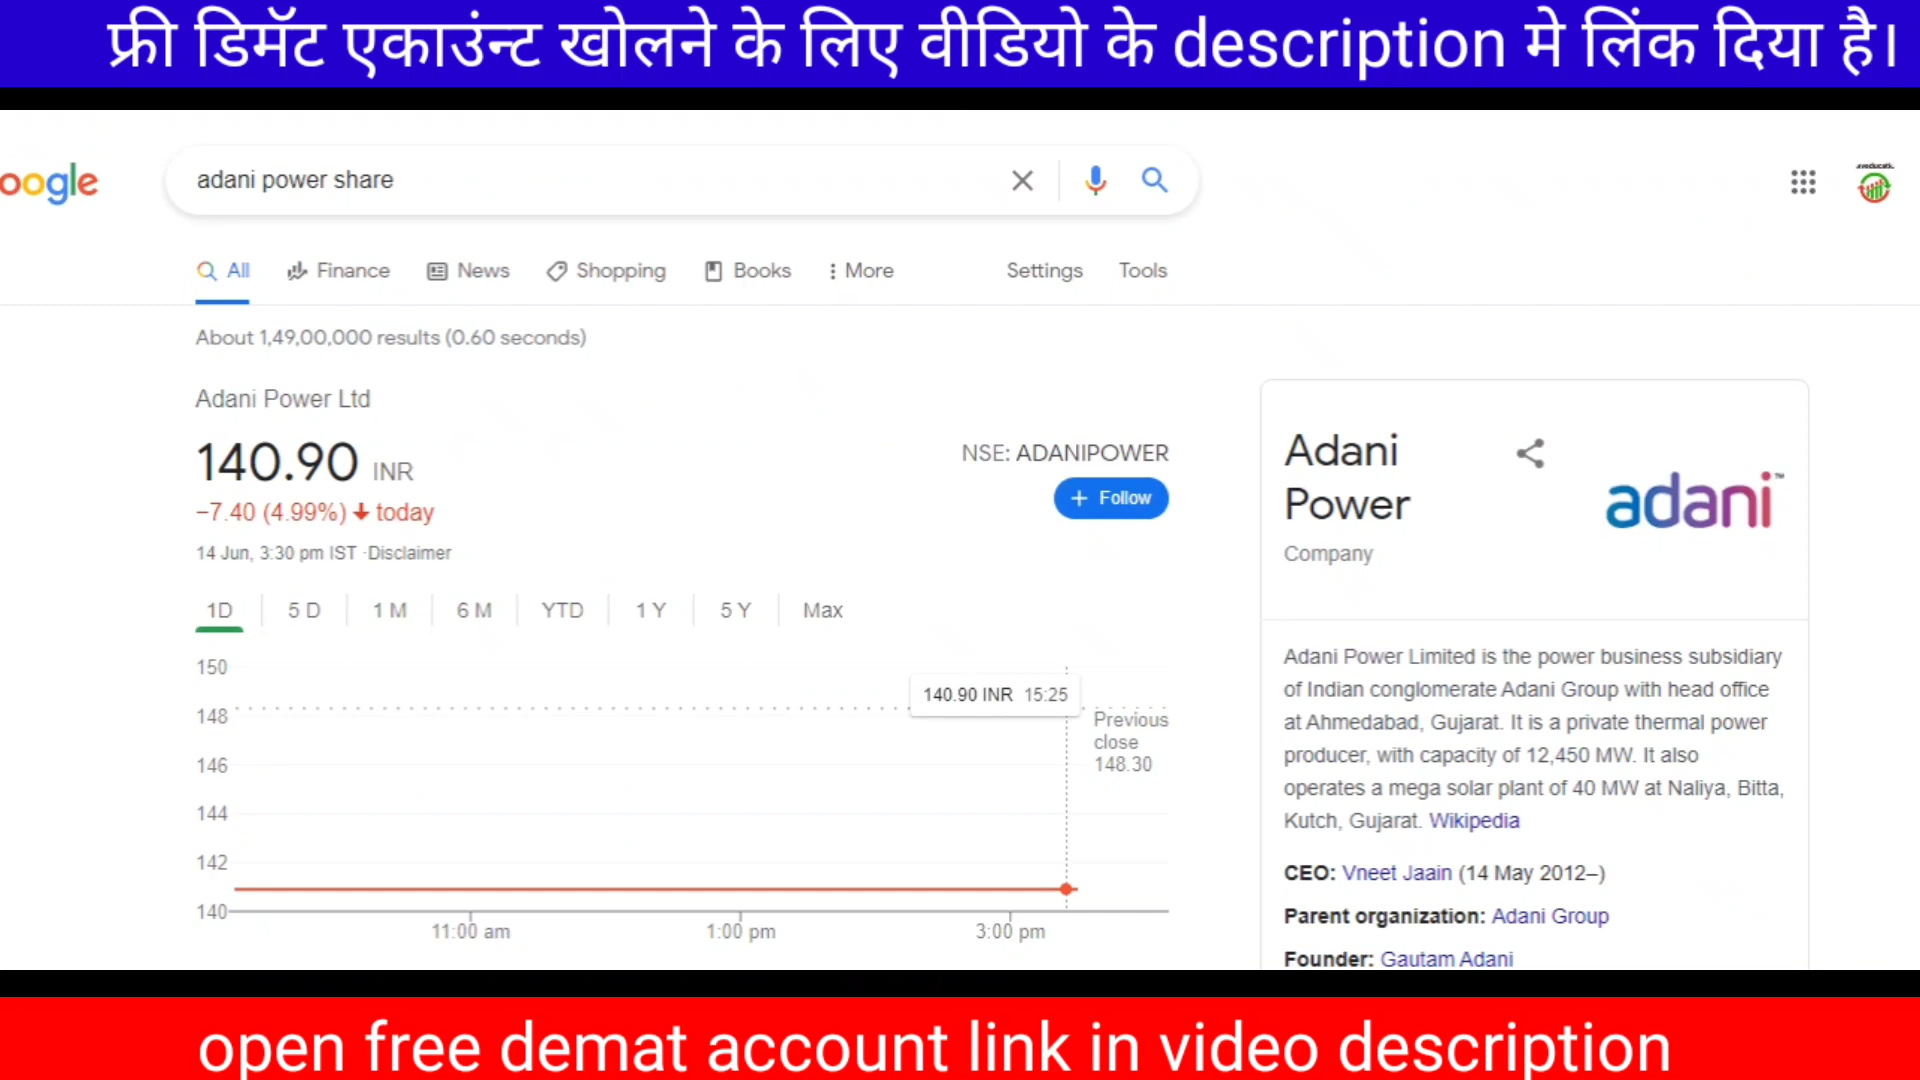 फ्री डिमॅट एकाउंन्ट खोलने के लिए वीडियो के description मे लिंक दिया है।
oogle
adani power share
All
Finance
News
Shopping
Books
More
Settings
Tools
About 1,49,00,000 results (0.60 seconds)
Adani Power Ltd
140.90 INR
NSE: ADANIPOWER
−7.40 (4.99%) today
+ Follow
14 Jun, 3:30 pm IST ·Disclaimer
1D
5 D
1 M
6 M
YTD
1 Y
5 Y
Max
150
148
146
144
142
140
140.90 INR 15:25
Previous
close
148.30
11:00 am
1:00 pm
3:00 pm
Adani
Power
Company
adani™
Adani Power Limited is the power business subsidiary
of Indian conglomerate Adani Group with head office
at Ahmedabad, Gujarat. It is a private thermal power
producer, with capacity of 12,450 MW. It also
operates a mega solar plant of 40 MW at Naliya, Bitta,
Kutch, Gujarat. Wikipedia
CEO: Vneet Jaain (14 May 2012–)
Parent organization: Adani Group
Founder: Gautam Adani
open free demat account link in video description